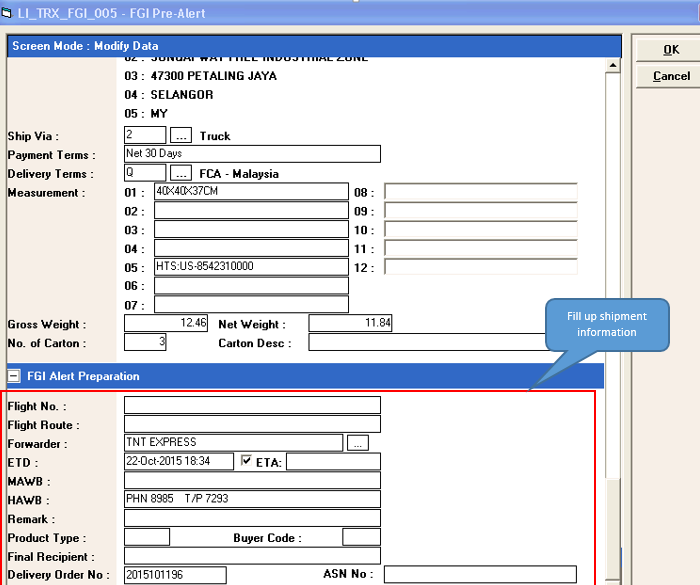 LI_TRX_FGI_005 - FGI Pre-Alert
Screen Mode : Modify Data
OK
Cancel
02 : SUNGAI WAY FREE INDUSTRIAL ZONE
03 : 47300 PETALING JAYA
04 : SELANGOR
05 : MY
Ship Via : 2 ... Truck
Payment Terms : Net 30 Days
Delivery Terms : Q ... FCA - Malaysia
Measurement : 01 : 40X40X37CM 08 :
02 : 09 :
03 : 10 :
04 : 11 :
05 : HTS:US-8542310000 12 :
06 :
07 :
Gross Weight : 12.46 Net Weight : 11.84
No. of Carton : 3 Carton Desc :
Fill up shipment
information
FGI Alert Preparation
Flight No. :
Flight Route :
Forwarder : TNT EXPRESS ...
ETD : 22-Oct-2015 18:34 ETA:
MAWB :
HAWB : PHN 8985 T/P 7293
Remark :
Product Type : Buyer Code :
Final Recipient :
Delivery Order No : 2015101196 ASN No :